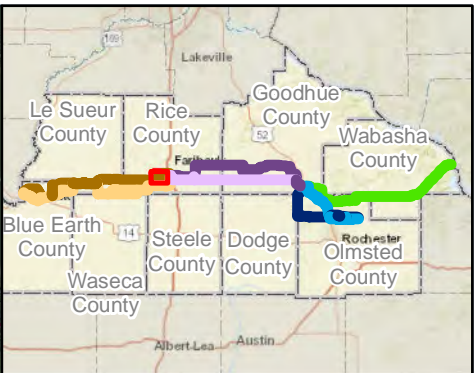 169
Lakeville
Goodhue
County
Le Sueur
County
Rice
County
52
Wabasha
County
Faribault
Blue Earth
County
14
Steele
County
Dodge
County
Rochester
Olmsted
County
Waseca
County
Albert Lea
Austin